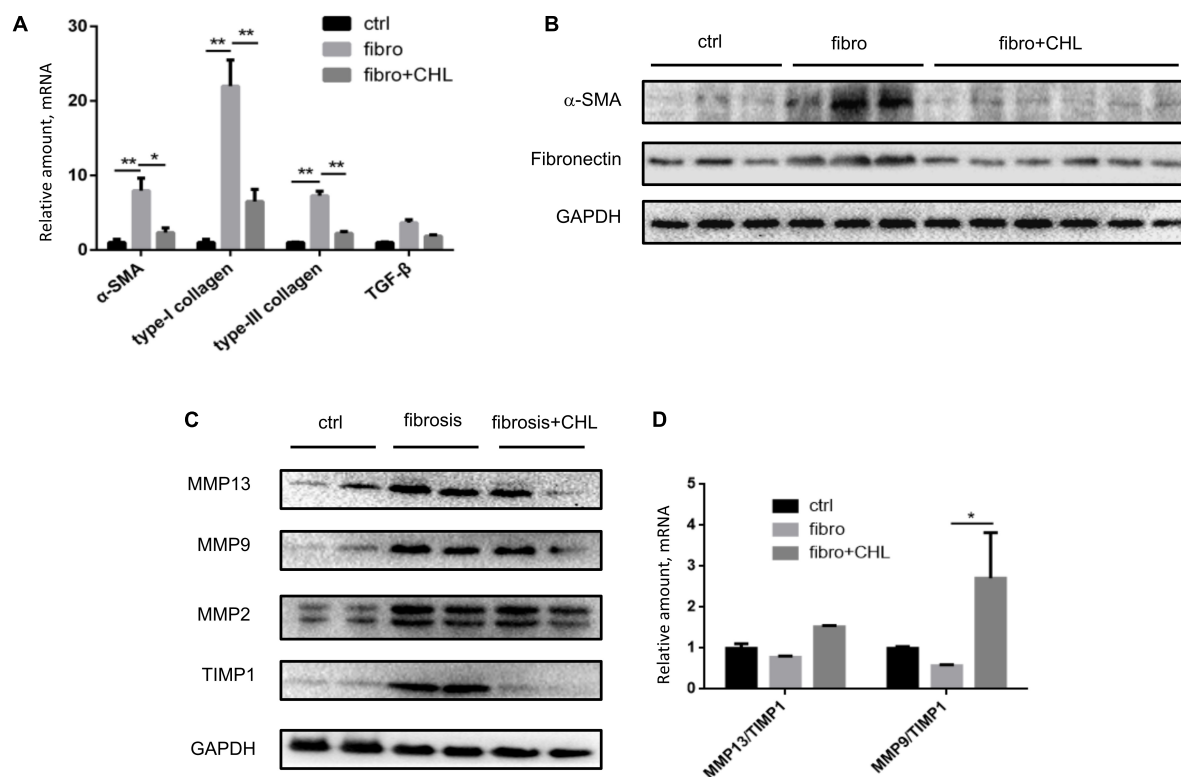 A
Relative amount, mRNA
30
20
10
0
ctrl
fibro
fibro+CHL
** **
** *
** **
α-SMA
type-I collagen
type-III collagen
TGF-β
B
ctrl fibro fibro+CHL
α-SMA
Fibronectin
GAPDH
C
ctrl fibrosis fibrosis+CHL
MMP13
MMP9
MMP2
TIMP1
GAPDH
D
Relative amount, mRNA
5
4
3
2
1
0
ctrl
fibro
fibro+CHL
*
MMP13/TIMP1
MMP9/TIMP1